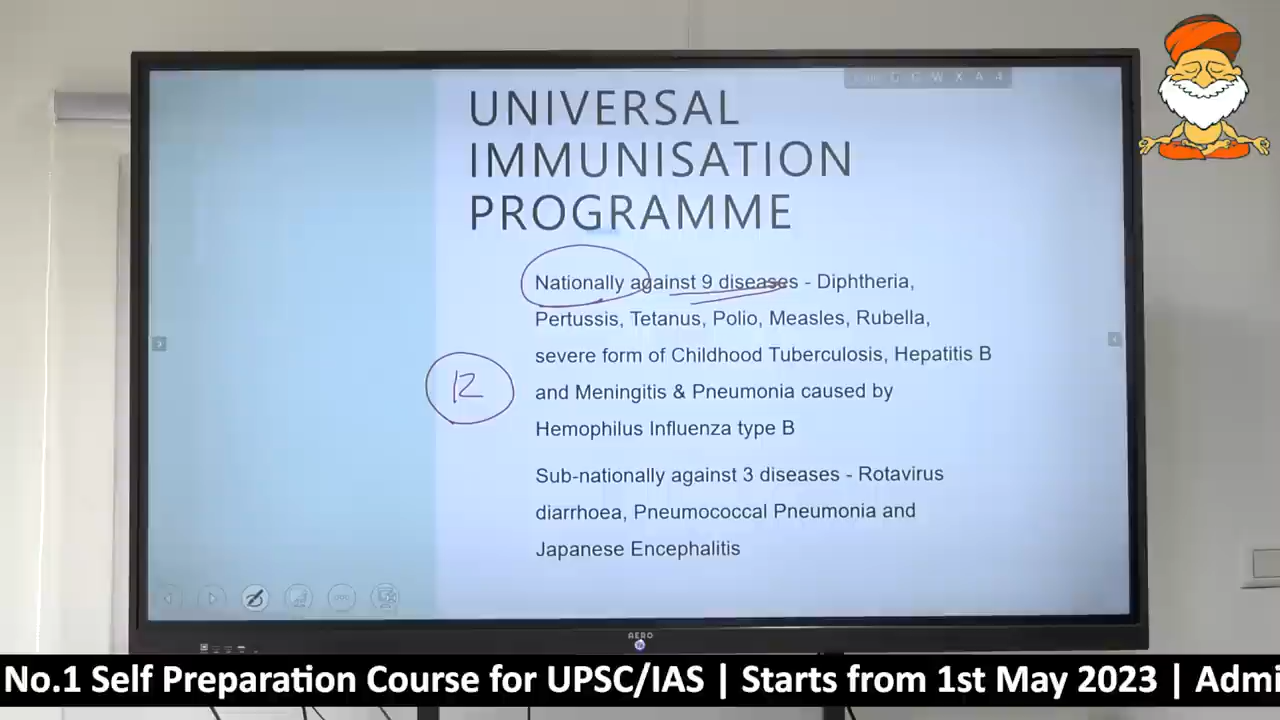 UNIVERSAL
IMMUNISATION
PROGRAMME
Nationally against 9 diseases - Diphtheria,
Pertussis, Tetanus, Polio, Measles, Rubella,
severe form of Childhood Tuberculosis, Hepatitis B
12
and Meningitis & Pneumonia caused by
Hemophilus Influenza type B
Sub-nationally against 3 diseases - Rotavirus
diarrhoea, Pneumococcal Pneumonia and
Japanese Encephalitis
AERO
No.1 Self Preparation Course for UPSC/IAS | Starts from 1st May 2023 | Admi